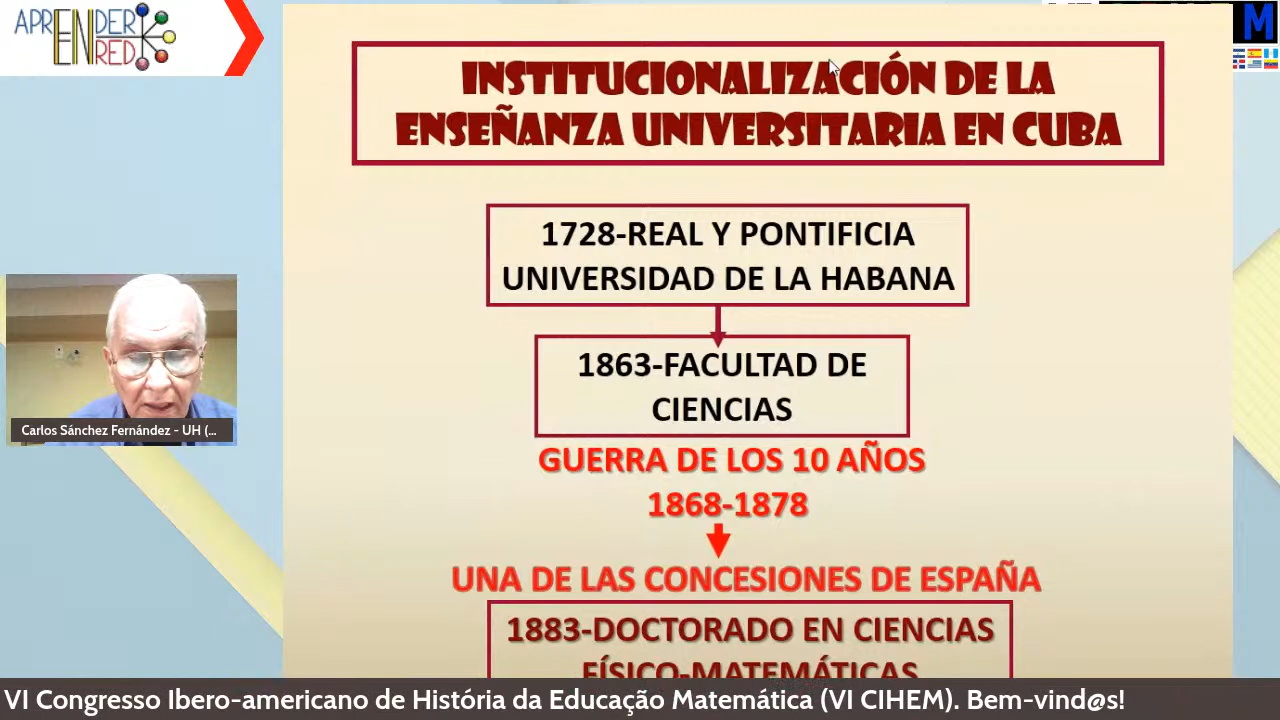 APRENDER
EN RED
M
INSTITUCIONALIZACIÓN DE LA
ENSEÑANZA UNIVERSITARIA EN CUBA
1728-REAL Y PONTIFICIA
UNIVERSIDAD DE LA HABANA
1863-FACULTAD DE
CIENCIAS
GUERRA DE LOS 10 AÑOS
1868-1878
UNA DE LAS CONCESIONES DE ESPAÑA
1883-DOCTORADO EN CIENCIAS
FÍSICO-MATEMÁTICAS
Carlos Sánchez Fernández - UH (...
VI Congresso Ibero-americano de História da Educação Matemática (VI CIHEM). Bem-vind@s!